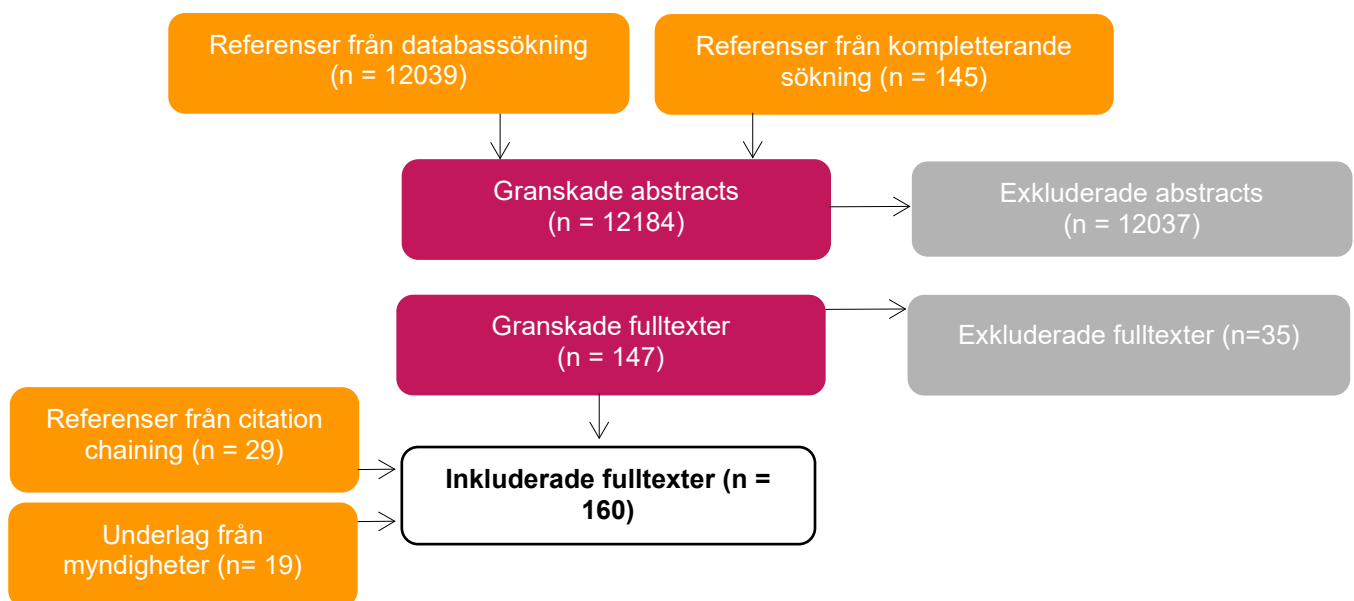 Referenser från databassökning
(n = 12039)
Referenser från kompletterande
sökning (n = 145)
Granskade abstracts
(n = 12184)
Exkluderade abstracts
(n = 12037)
Granskade fulltexter
(n = 147)
Exkluderade fulltexter (n=35)
Referenser från citation
chaining (n = 29)
Inkluderade fulltexter (n =
160)
Underlag från
myndigheter (n= 19)